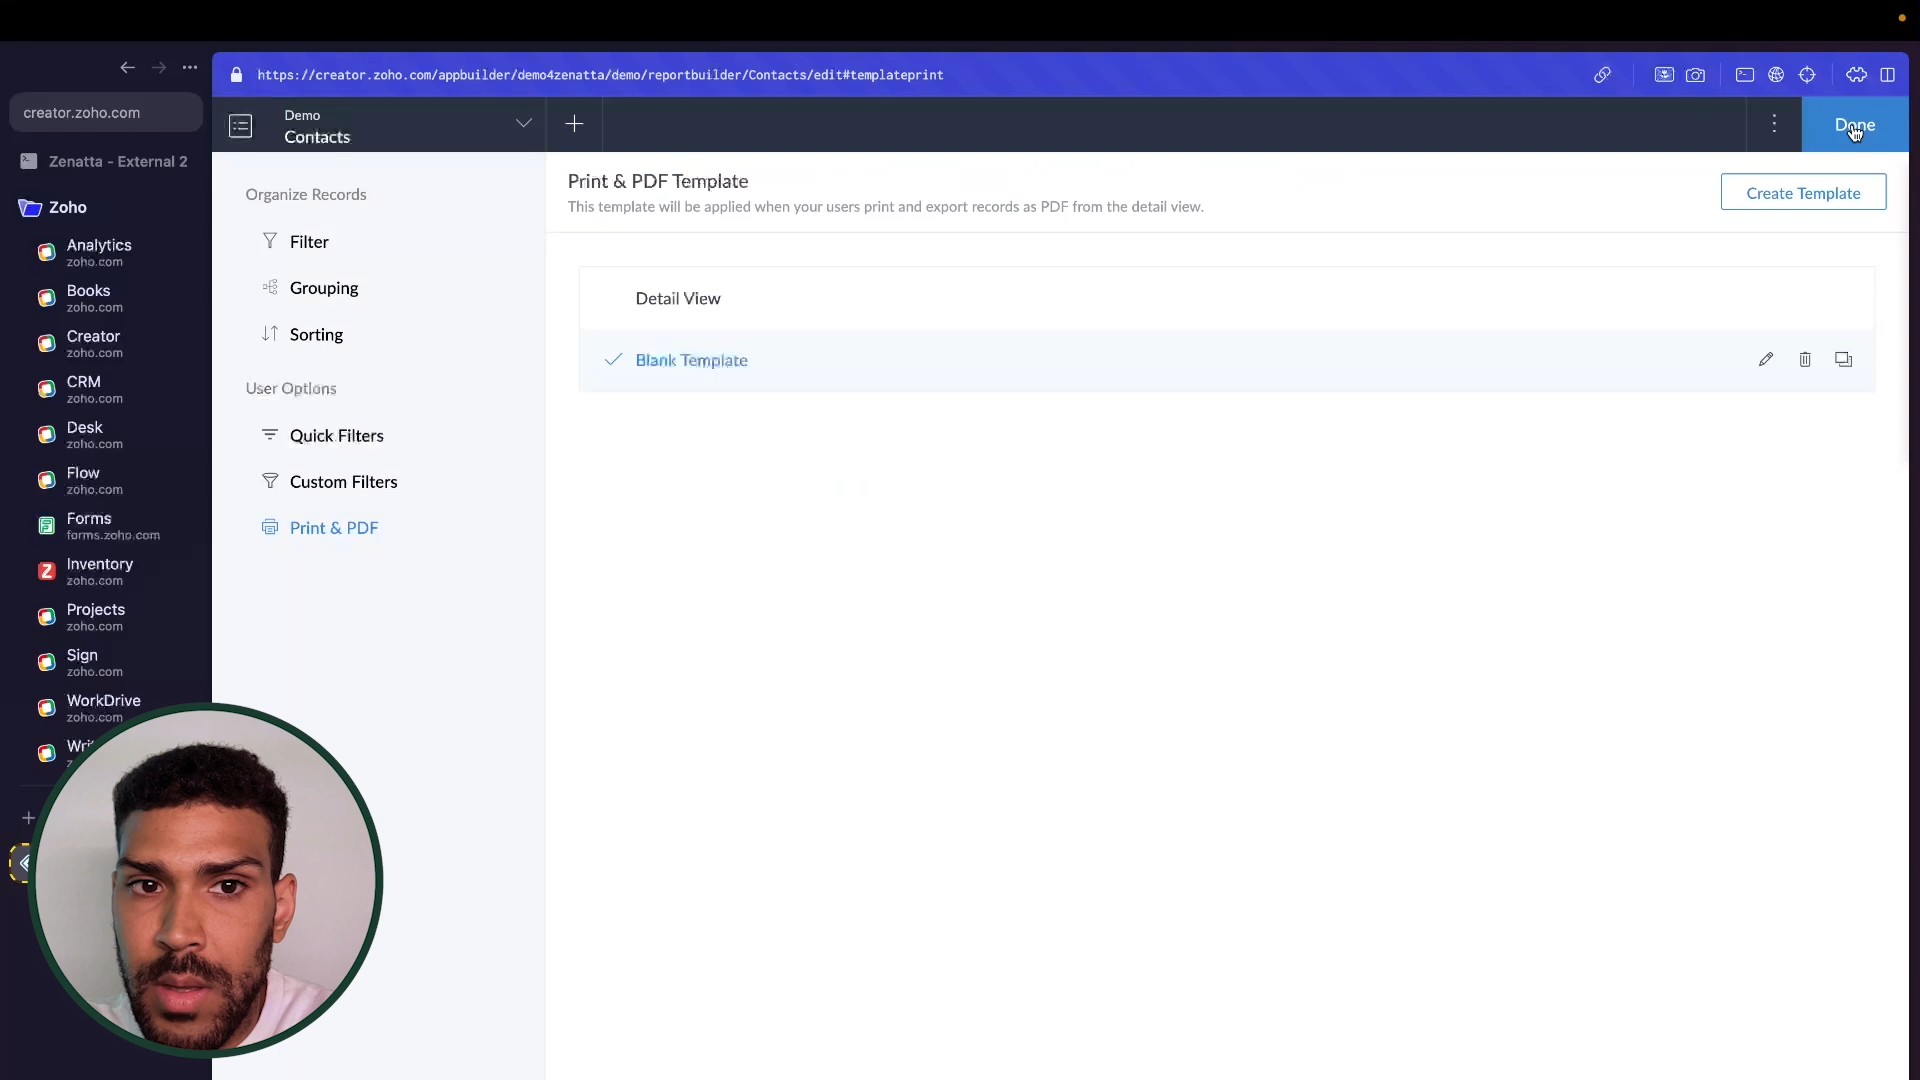 https://creator.zoho.com/appbuilder/demo4zenatta/demo/reportbuilder/Contacts/edit#templateprint
creator.zoho.com
Demo
Contacts
Done
Zenatta - External 2
Zoho
Analytics
zoho.com
Books
zoho.com
Creator
zoho.com
CRM
zoho.com
Desk
zoho.com
Flow
zoho.com
Forms
forms.zoho.com
Inventory
zoho.com
Projects
zoho.com
Sign
zoho.com
WorkDrive
zoho.com
Organize Records
Filter
Grouping
Sorting
User Options
Quick Filters
Custom Filters
Print & PDF
Print & PDF Template
This template will be applied when your users print and export records as PDF from the detail view.
Create Template
Detail View
Blank Template